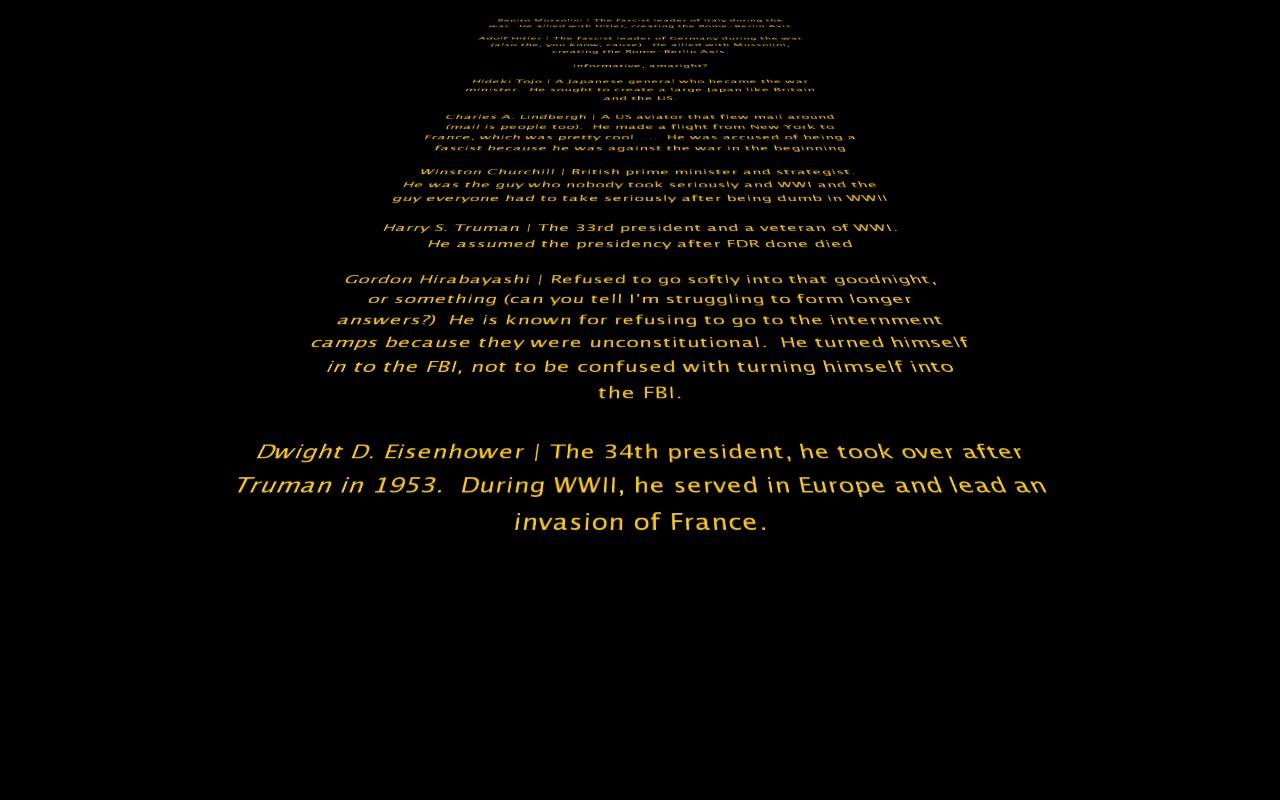 Benito Mussolini | The fascist leader of Italy during the
war.  He allied with Hitler, creating the Rome-Berlin Axis.
Adolf Hitler | The fascist leader of Germany during the war
(also the, you know, cause).  He allied with Mussolini,
creating the Rome-Berlin Axis.
Informative, amaright?
Hideki Tojo | A Japanese general who became the war
minister.  He sought to create a large Japan like Britain
and the US.
Charles A. Lindbergh | A US aviator that flew mail around
(mail is people too).  He made a flight from New York to
France, which was pretty cool..... He was accused of being a
fascist because he was against the war in the beginning
Winston Churchill | British prime minister and strategist.
He was the guy who nobody took seriously and WWI and the
guy everyone had to take seriously after being dumb in WWII
Harry S. Truman | The 33rd president and a veteran of WWI.
He assumed the presidency after FDR done died
Gordon Hirabayashi | Refused to go softly into that goodnight,
or something (can you tell I'm struggling to form longer
answers?)  He is known for refusing to go to the internment
camps because they were unconstitutional.  He turned himself
in to the FBI, not to be confused with turning himself into
the FBI.
Dwight D. Eisenhower | The 34th president, he took over after
Truman in 1953.  During WWII, he served in Europe and lead an
invasion of France.